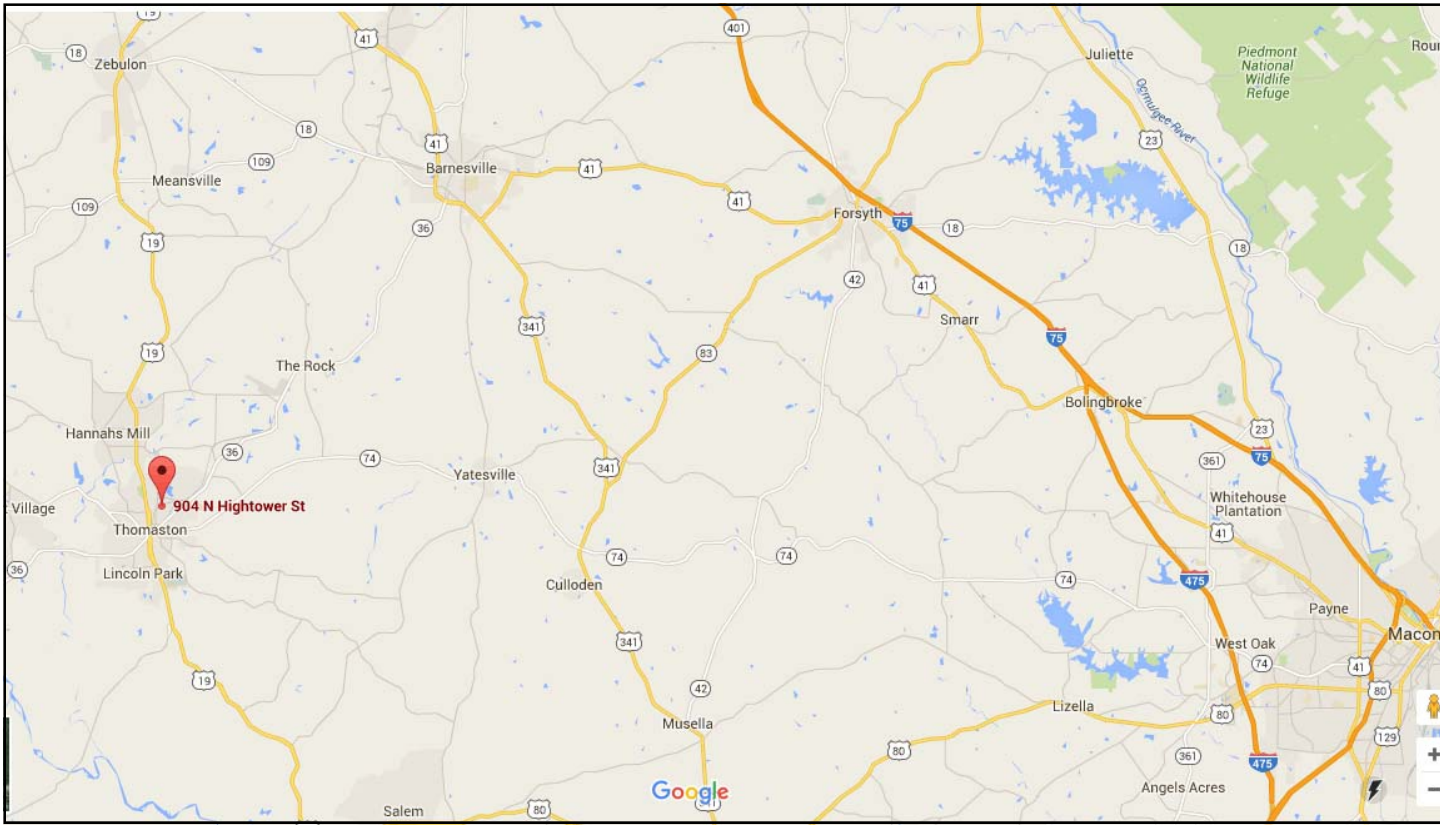 19
401
41
18
Zebulon
Juliette
Piedmont
National
Wildlife
Refuge
Rour
Ocmulgee River
18
41
23
109
Barnesville
41
Meansville
41
109
36
Forsyth
75
18
19
18
42
41
341
Smarr
75
19
83
The Rock
Bolingbroke
Hannahs Mill
23
36
74
341
75
361
Yatesville
Village
904 N Hightower St
Whitehouse
Plantation
Thomaston
41
74
74
36
Lincoln Park
Culloden
74
475
Payne
Macon
341
West Oak
74
41
19
42
80
Lizella
80
Musella
129
80
361
475
Google
Angels Acres
Salem
80
341
+
−